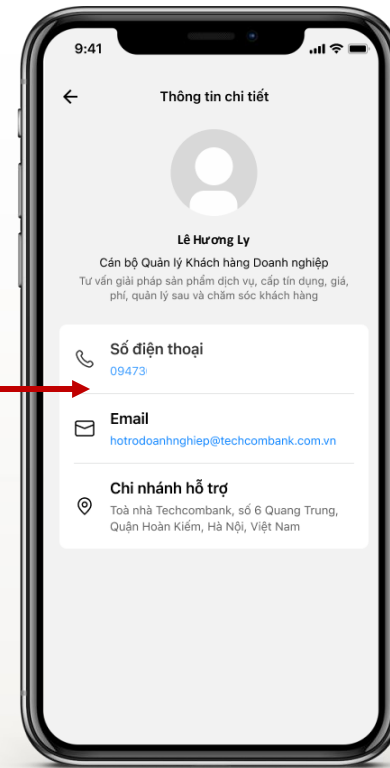 9:41
Thông tin chi tiết
Lê Hương Ly
Cán bộ Quản lý Khách hàng Doanh nghiệp
Tư vấn giải pháp sản phẩm dịch vụ, cấp tín dụng, giá,
phí, quản lý sau và chăm sóc khách hàng
Số điện thoại
09473
Email
hotrodoanhnghiep@techcombank.com.vn
Chi nhánh hỗ trợ
Toà nhà Techcombank, số 6 Quang Trung,
Quận Hoàn Kiếm, Hà Nội, Việt Nam